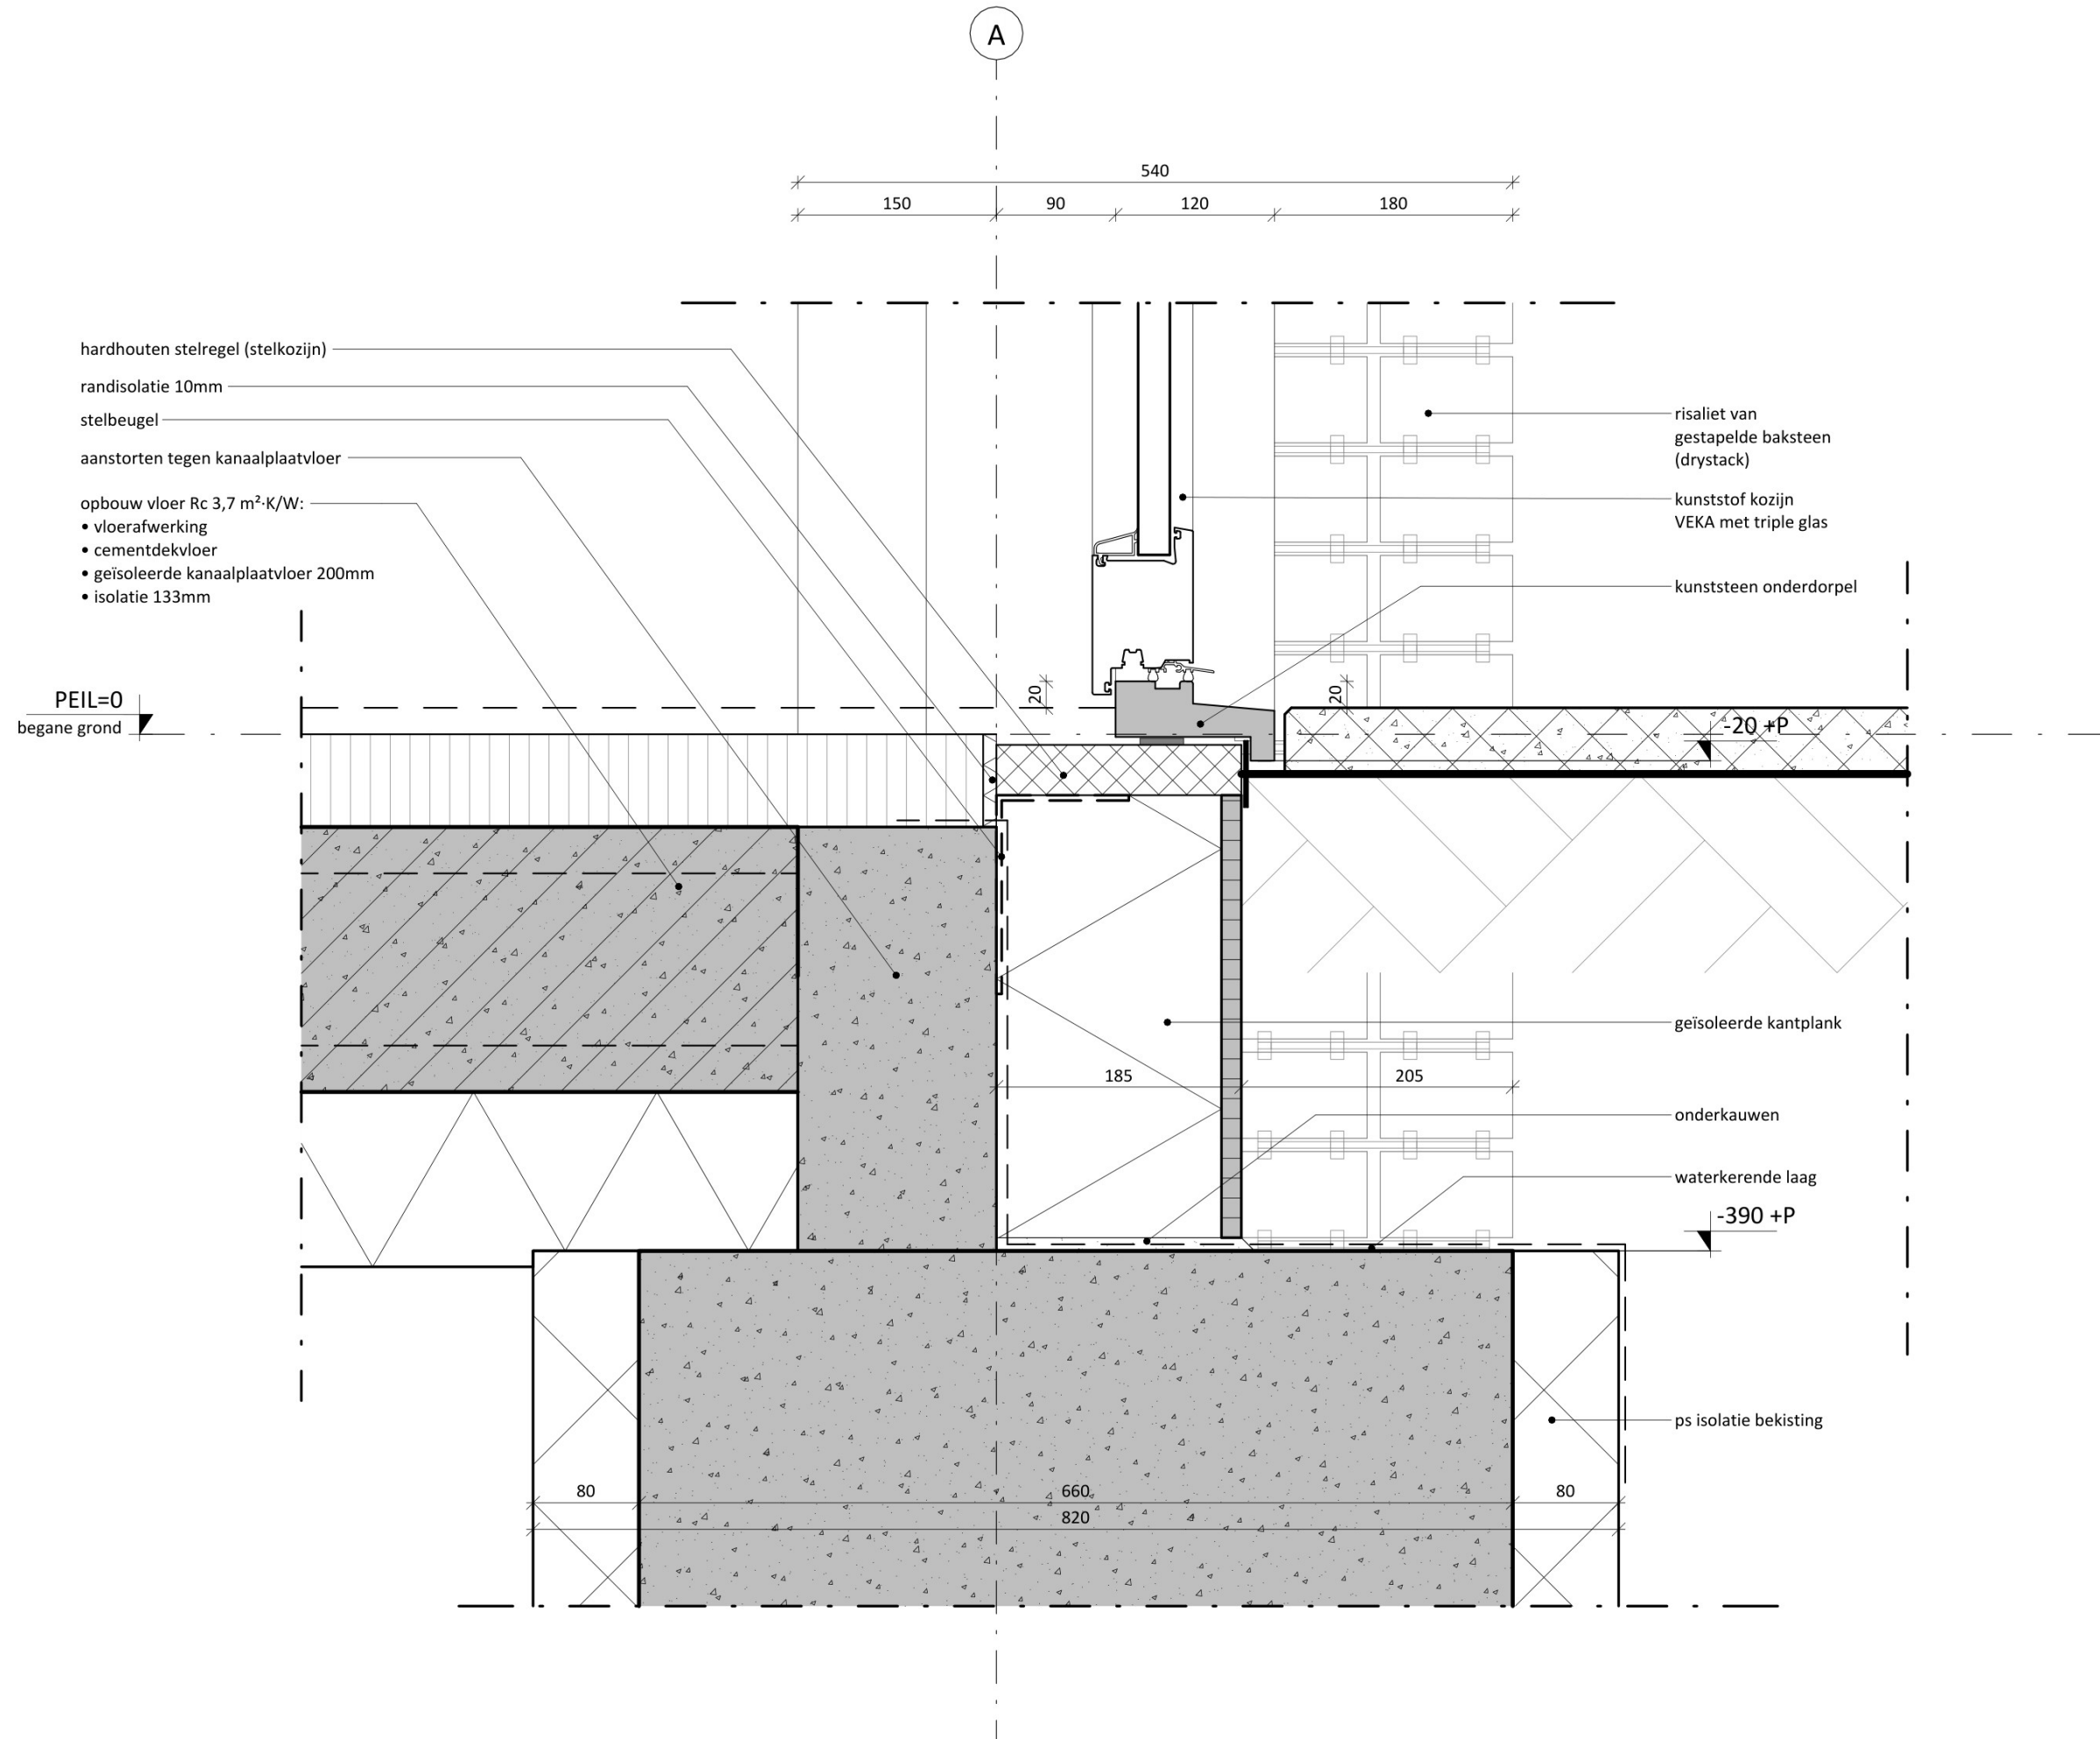 A
540
150
90
120
180
hardhouten stelregel (stelkozijn)
randisolatie 10mm
stelbeugel
aanstorten tegen kanaalplaatvloer
opbouw vloer Rc 3,7 m²·K/W:
• vloerafwerking
• cementdekvloer
• geïsoleerde kanaalplaatvloer 200mm
• isolatie 133mm
risaliet van
gestapelde baksteen
(drystack)
kunststof kozijn
VEKA met triple glas
kunststeen onderdorpel
PEIL=0
begane grond
20
20
-20 +P
geïsoleerde kantplank
185
205
onderkauwen
waterkerende laag
-390 +P
ps isolatie bekisting
80
660
80
820